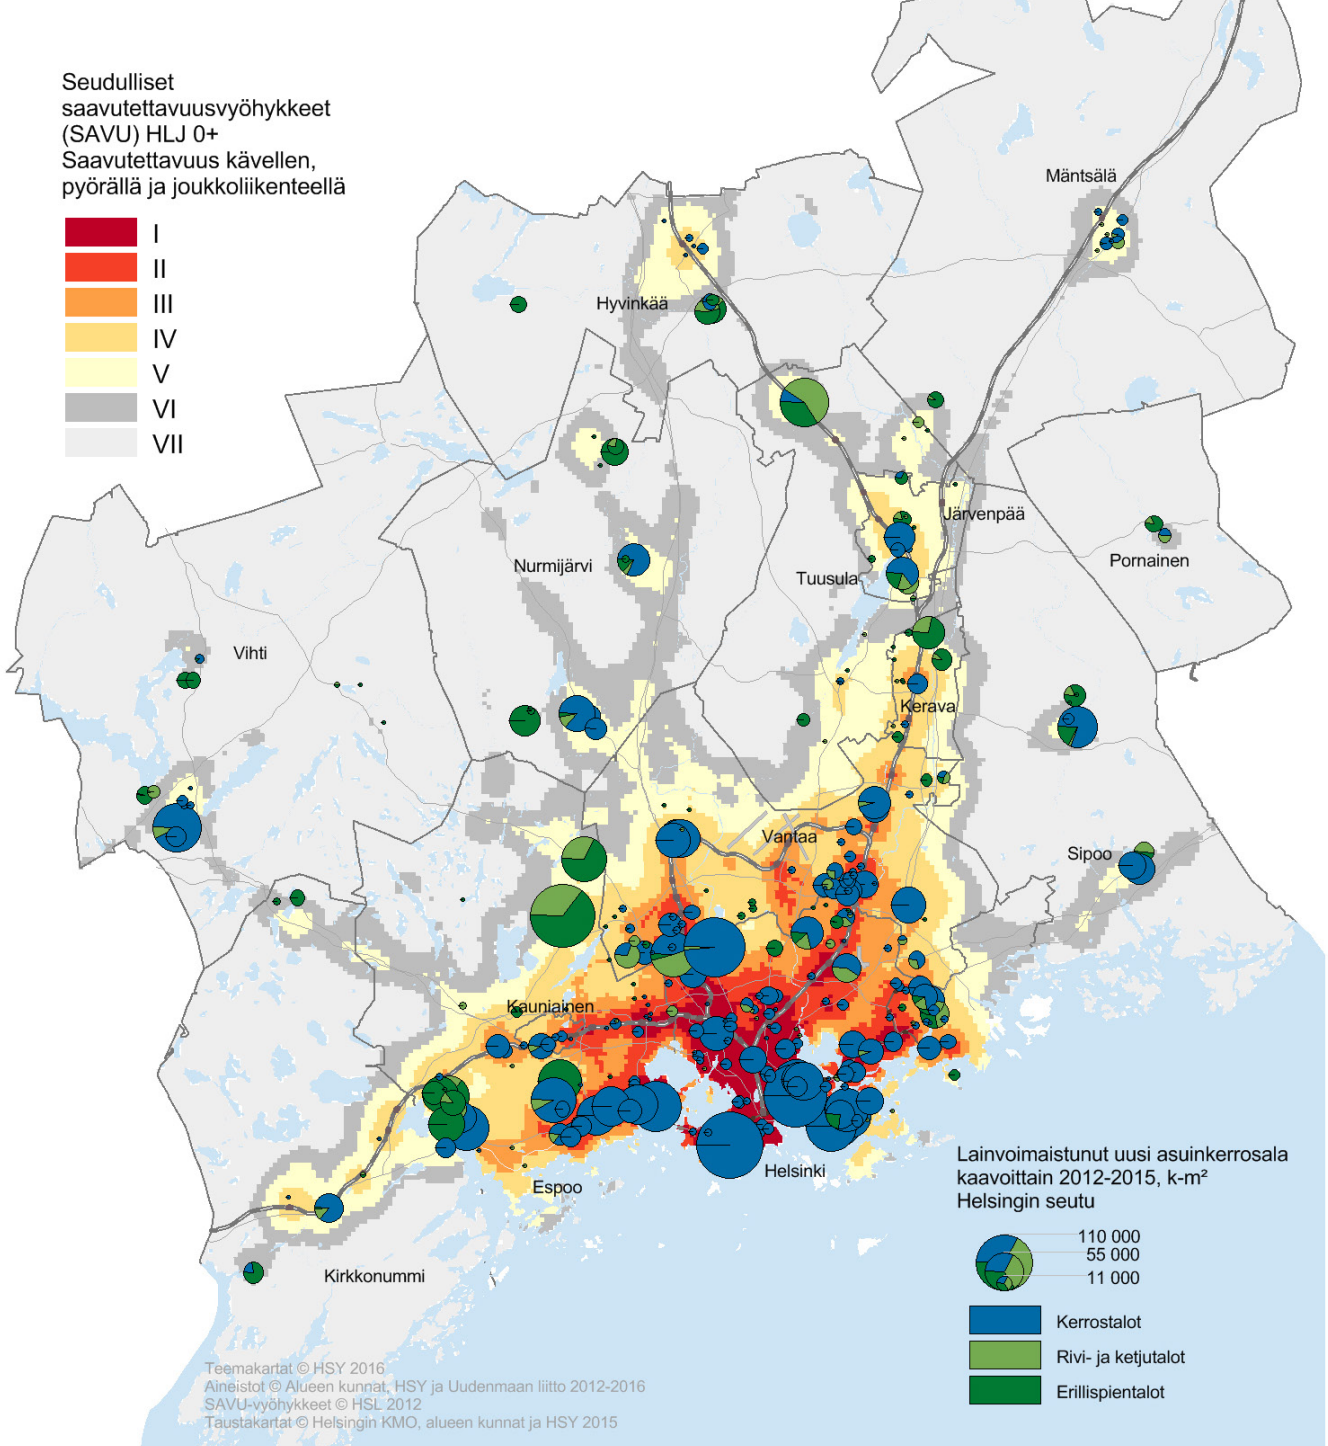 Seudulliset
saavutettavuusvyöhykkeet
(SAVU) HLJ 0+
Saavutettavuus kävellen,
pyörällä ja joukkoliikenteellä
I
II
III
IV
V
VI
VII
Mäntsälä
Hyvinkää
Järvenpää
Pornainen
Nurmijärvi
Tuusula
Vihti
Kerava
Vantaa
Sipoo
Kauniainen
Helsinki
Espoo
Kirkkonummi
Lainvoimaistunut uusi asuinkerrosala
kaavoittain 2012-2015, k-m²
Helsingin seutu
110 000
55 000
11 000
Kerrostalot
Rivi- ja ketjutalot
Erillispientalot
Teemakartat © HSY 2016
Aineistot © Alueen kunnat, HSY ja Uudenmaan liitto 2012-2016
SAVU-vyöhykkeet © HSL 2012
Taustakartat © Helsingin KMO, alueen kunnat ja HSY 2015